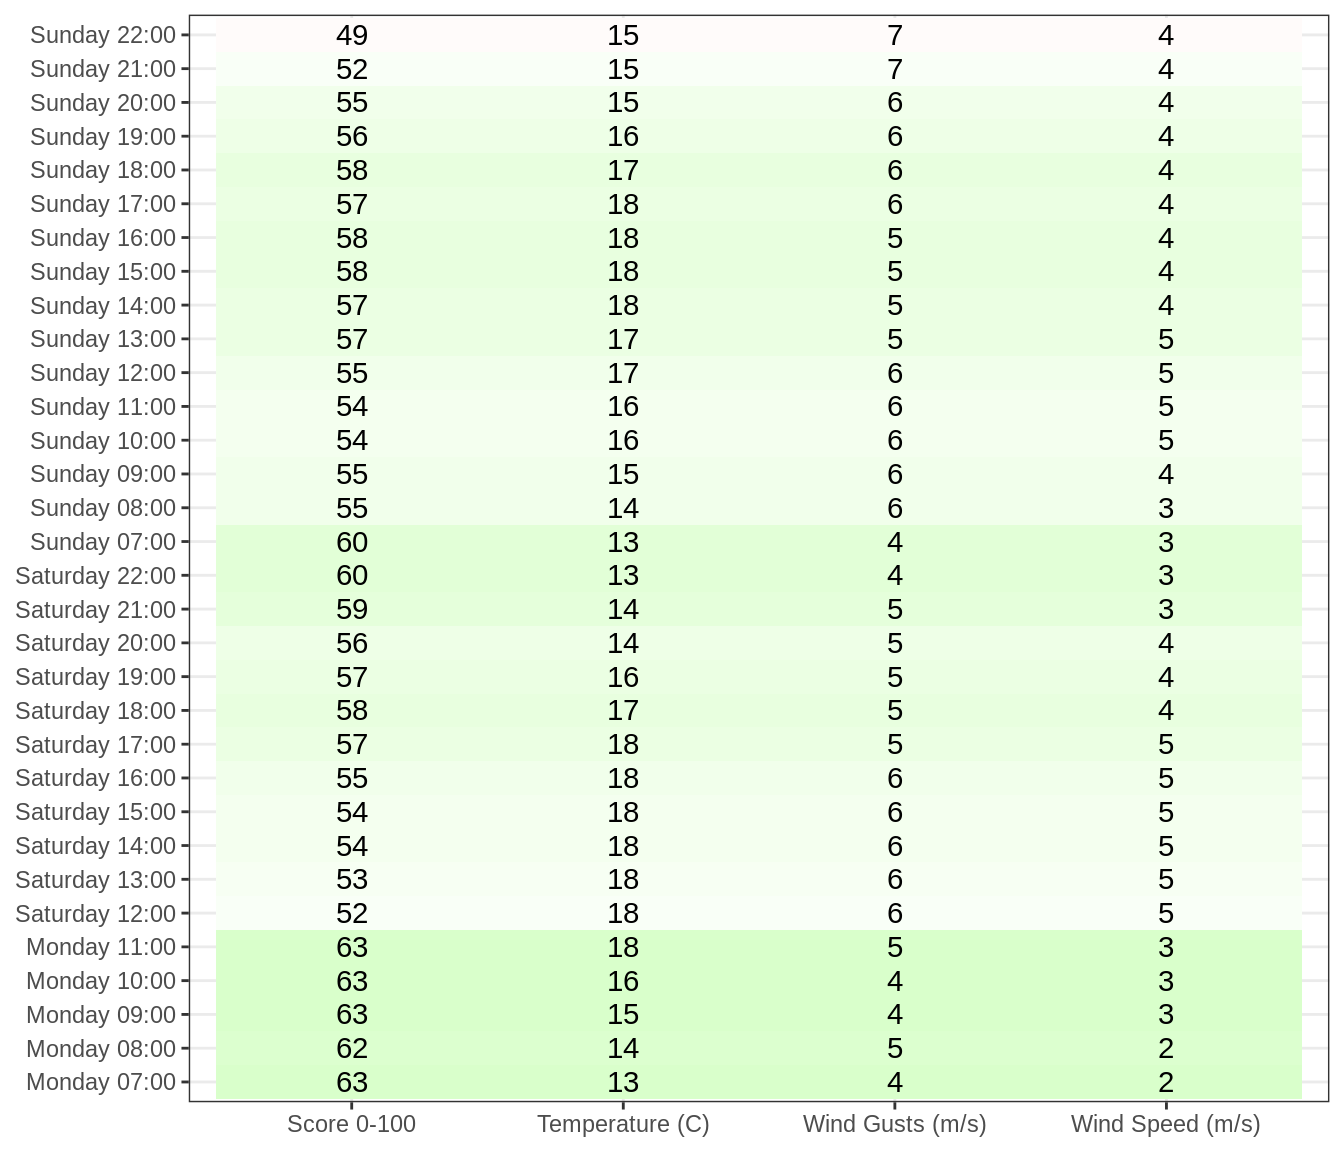 Sunday 22:00 49 15 7 4
Sunday 21:00 52 15 7 4
Sunday 20:00 55 15 6 4
Sunday 19:00 56 16 6 4
Sunday 18:00 58 17 6 4
Sunday 17:00 57 18 6 4
Sunday 16:00 58 18 5 4
Sunday 15:00 58 18 5 4
Sunday 14:00 57 18 5 4
Sunday 13:00 57 17 5 5
Sunday 12:00 55 17 6 5
Sunday 11:00 54 16 6 5
Sunday 10:00 54 16 6 5
Sunday 09:00 55 15 6 4
Sunday 08:00 55 14 6 3
Sunday 07:00 60 13 4 3
Saturday 22:00 60 13 4 3
Saturday 21:00 59 14 5 3
Saturday 20:00 56 14 5 4
Saturday 19:00 57 16 5 4
Saturday 18:00 58 17 5 4
Saturday 17:00 57 18 5 5
Saturday 16:00 55 18 6 5
Saturday 15:00 54 18 6 5
Saturday 14:00 54 18 6 5
Saturday 13:00 53 18 6 5
Saturday 12:00 52 18 6 5
Monday 11:00 63 18 5 3
Monday 10:00 63 16 4 3
Monday 09:00 63 15 4 3
Monday 08:00 62 14 5 2
Monday 07:00 63 13 4 2
Score 0-100 Temperature (C) Wind Gusts (m/s) Wind Speed (m/s)